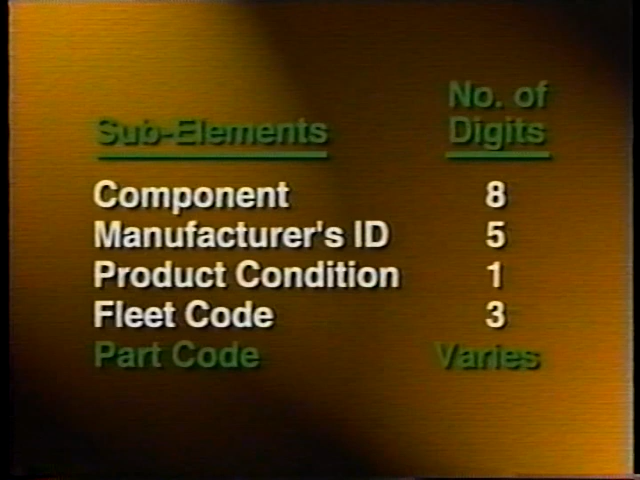 No. of
Sub-Elements Digits
Component 8
Manufacturer's ID 5
Product Condition 1
Fleet Code 3
Part Code Varies